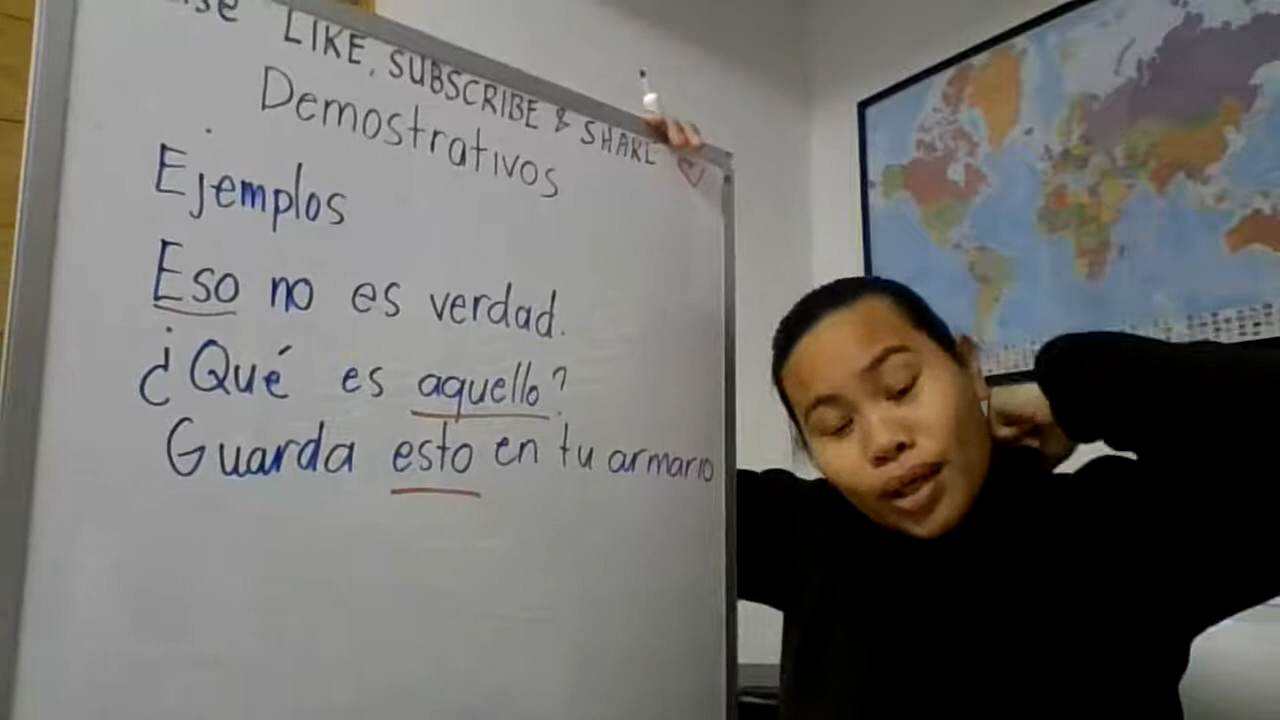 LIKE, SUBSCRIBE & SHARE
Demostrativos
Ejemplos
Eso no es verdad.
¿Qué es aquello?
Guarda esto en tu armario